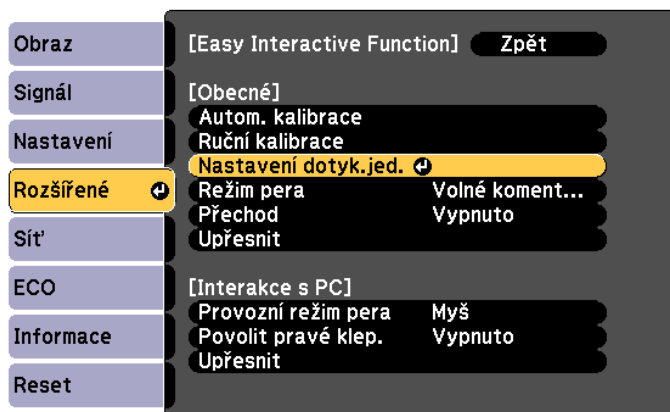 Obraz
Signál
Nastavení
Rozšířené
Síť
ECO
Informace
Reset
[Easy Interactive Function] Zpět
[Obecné]
Autom. kalibrace
Ruční kalibrace
Nastavení dotyk.jed.
Režim pera Volné koment...
Přechod Vypnuto
Upřesnit
[Interakce s PC]
Provozní režim pera Myš
Povolit pravé klep. Vypnuto
Upřesnit